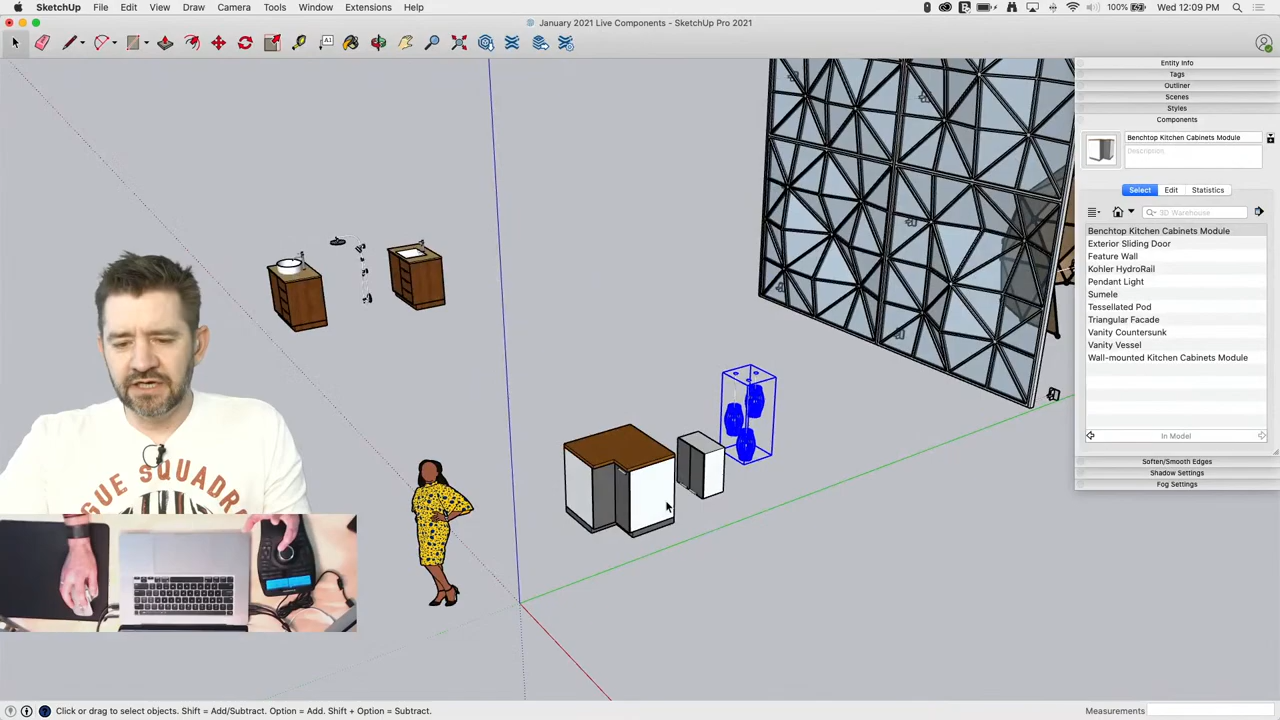 SketchUp File Edit View Draw Camera Tools Window Extensions Help 100% Wed 12:09 PM
January 2021 Live Components - SketchUp Pro 2021
Entity Info
Tags
Outliner
Scenes
Styles
Components
Benchtop Kitchen Cabinets Module
Description
Select Edit Statistics
3D Warehouse
Benchtop Kitchen Cabinets Module
Exterior Sliding Door
Feature Wall
Kohler HydroRail
Pendant Light
Sumele
Tessellated Pod
Triangular Facade
Vanity Countersunk
Vanity Vessel
Wall-mounted Kitchen Cabinets Module
In Model
Soften/Smooth Edges
Shadow Settings
Fog Settings
Click or drag to select objects. Shift = Add/Subtract. Option = Add. Shift + Option = Subtract.
Measurements